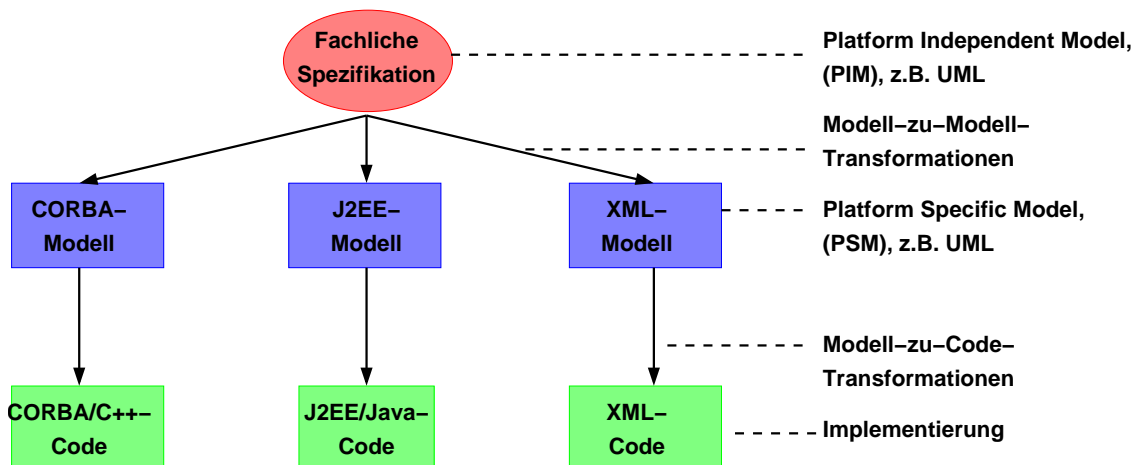 Fachliche
Spezifikation
Platform Independent Model,
(PIM), z.B. UML
Modell–zu–Modell–
Transformationen
CORBA–
Modell
J2EE–
Modell
XML–
Modell
Platform Specific Model,
(PSM), z.B. UML
Modell–zu–Code–
Transformationen
CORBA/C++–
Code
J2EE/Java–
Code
XML–
Code
Implementierung